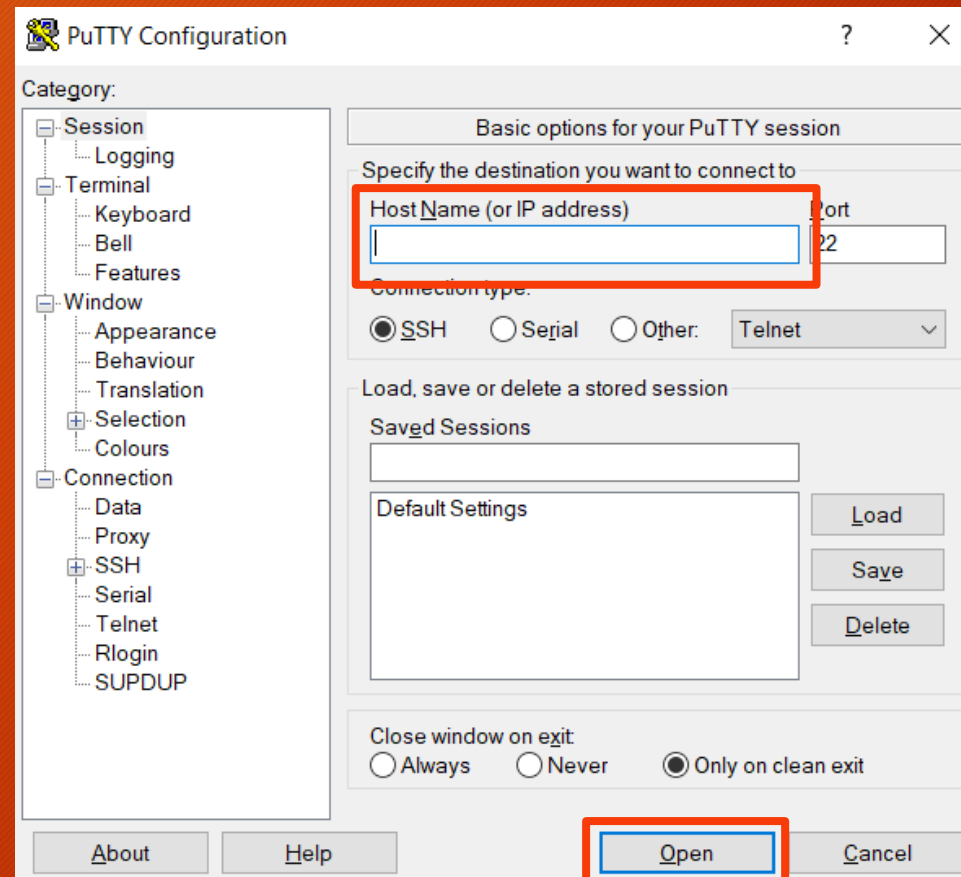 PuTTY Configuration ? ×
Category:
Session
Logging
Terminal
Keyboard
Bell
Features
Window
Appearance
Behaviour
Translation
Selection
Colours
Connection
Data
Proxy
SSH
Serial
Telnet
Rlogin
SUPDUP
Basic options for your PuTTY session
Specify the destination you want to connect to
Host Name (or IP address) Port
22
Connection type:
SSH Serial Other: Telnet
Load, save or delete a stored session
Saved Sessions
Default Settings
Load
Save
Delete
Close window on exit:
Always Never Only on clean exit
About Help Open Cancel